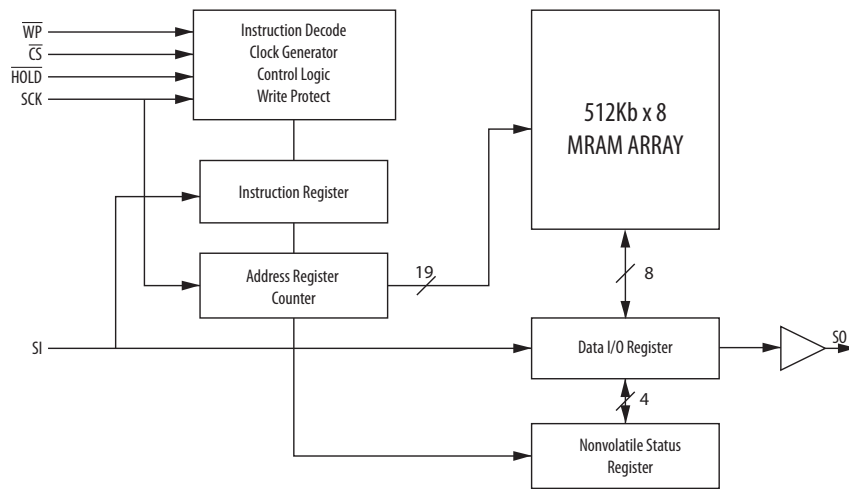 WP
CS
HOLD
SCK
Instruction Decode
Clock Generator
Control Logic
Write Protect
512Kb x 8
MRAM ARRAY
Instruction Register
Address Register
Counter
19
8
SI
Data I/O Register
SO
4
Nonvolatile Status
Register